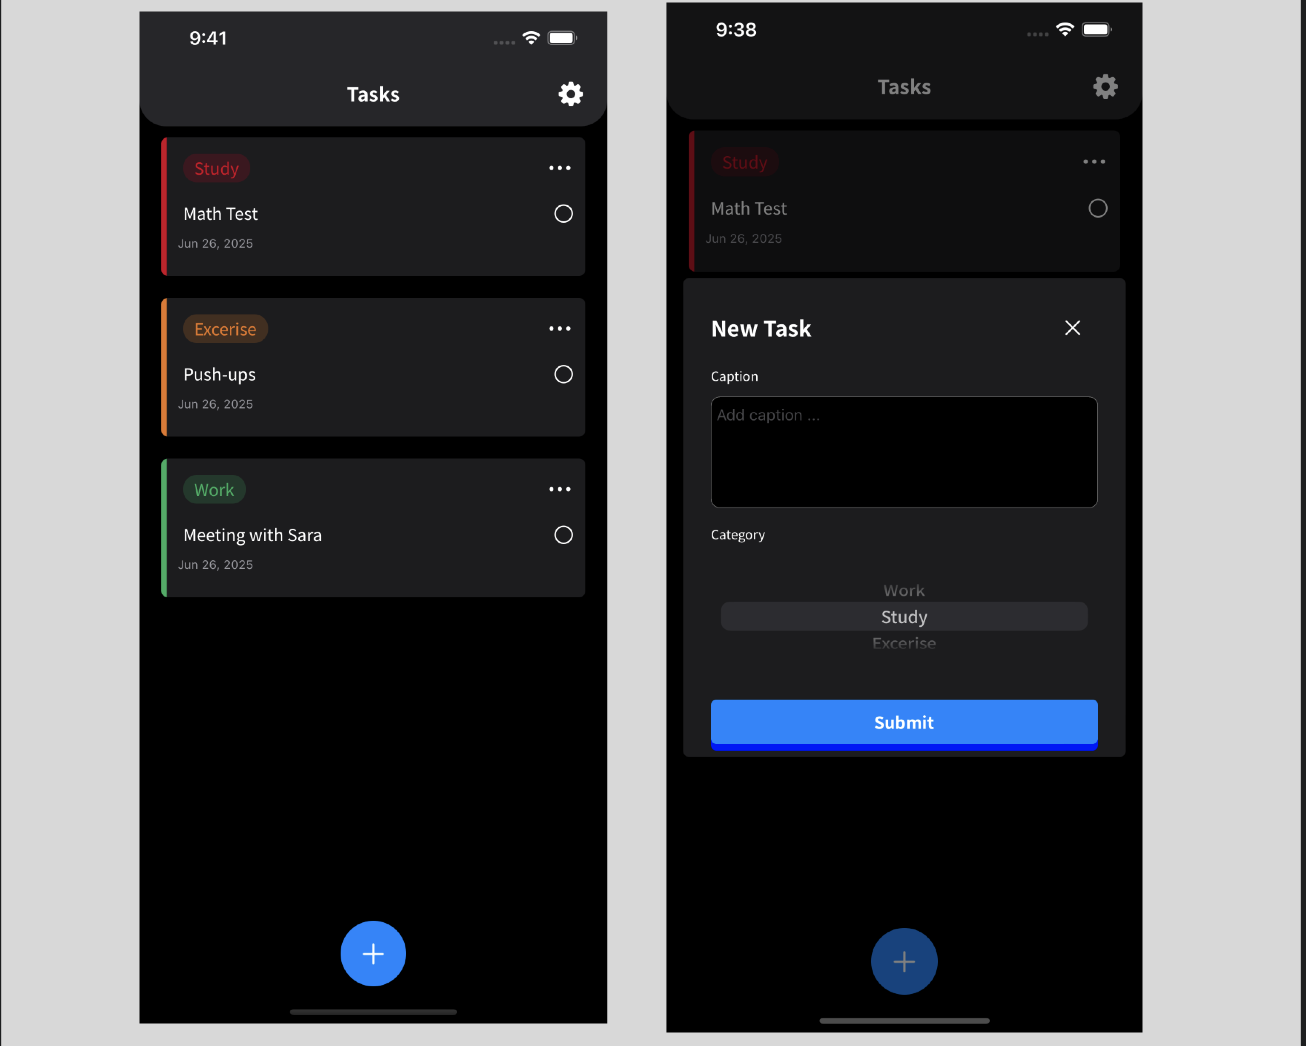 9:41
Tasks
Study
Math Test
Jun 26, 2025
Excerise
Push-ups
Jun 26, 2025
Work
Meeting with Sara
Jun 26, 2025
9:38
Tasks
Study
Math Test
Jun 26, 2025
New Task
Caption
Add caption ...
Category
Work
Study
Excerise
Submit